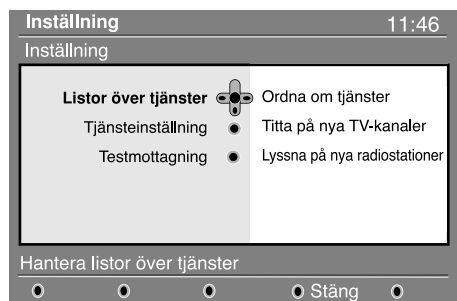 Inställning 11:46
Inställning
Listor över tjänster Ordna om tjänster
Tjänsteinställning Titta på nya TV-kanaler
Testmottagning Lyssna på nya radiostationer
Hantera listor över tjänster
Stäng